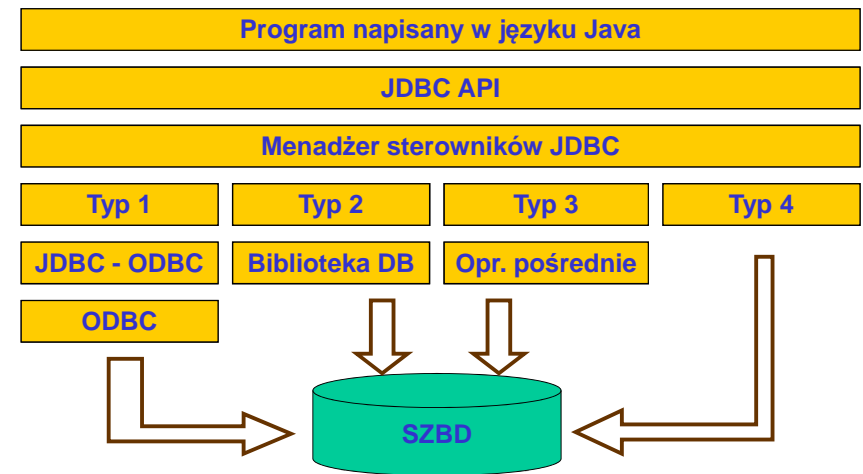 Program napisany w języku Java
JDBC API
Menadżer sterowników JDBC
Typ 1
Typ 2
Typ 3
Typ 4
JDBC - ODBC
Biblioteka DB
Opr. pośrednie
ODBC
SZBD